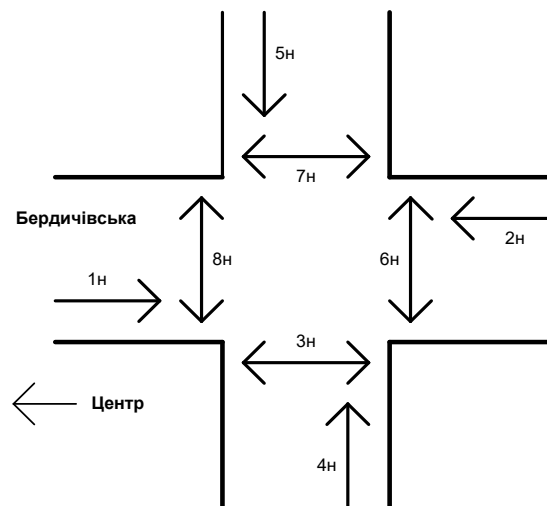 5н
7н
Бердичівська
8н
6н
2н
1н
3н
Центр
4н